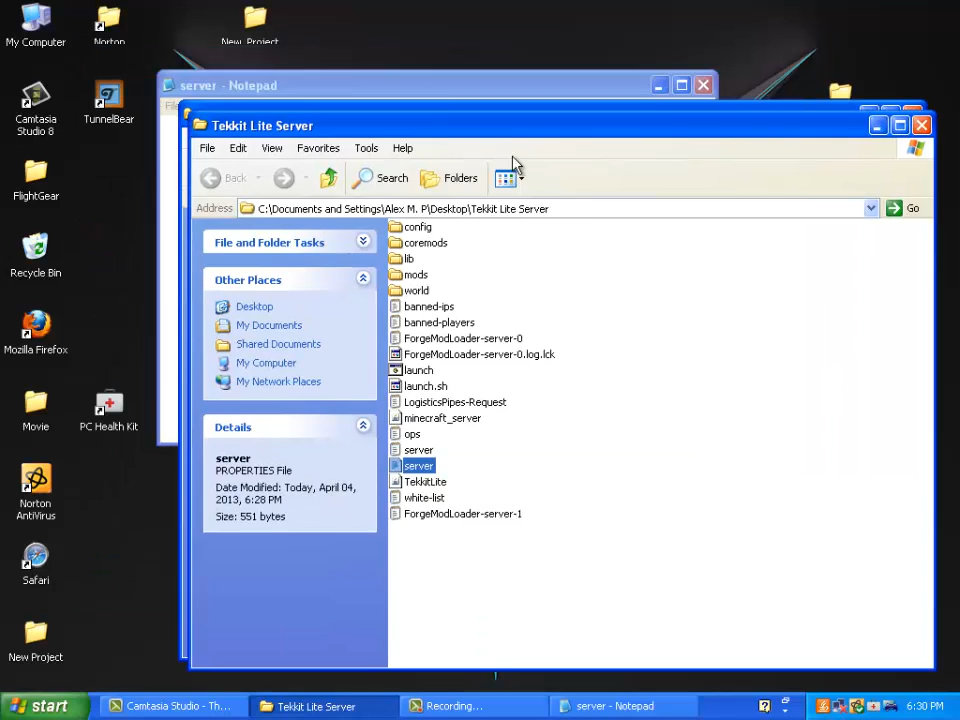 My Computer
Norton
New Project
Camtasia
Studio 8
TunnelBear
FlightGear
Recycle Bin
Mozilla Firefox
Movie
PC Health Kit
Norton
AntiVirus
Safari
New Project
server - Notepad
Tekkit Lite Server
File Edit View Favorites Tools Help
Back Search Folders
Address C:\Documents and Settings\Alex M. P\Desktop\Tekkit Lite Server Go
File and Folder Tasks
Other Places
Desktop
My Documents
Shared Documents
My Computer
My Network Places
Details
server
PROPERTIES File
Date Modified: Today, April 04,
2013, 6:28 PM
Size: 551 bytes
config
coremods
lib
mods
world
banned-ips
banned-players
ForgeModLoader-server-0
ForgeModLoader-server-0.log.lck
launch
launch.sh
LogisticsPipes-Request
minecraft_server
ops
server
server
TekkitLite
white-list
ForgeModLoader-server-1
start
Camtasia Studio - Th...
Tekkit Lite Server
Recording...
server - Notepad
6:30 PM